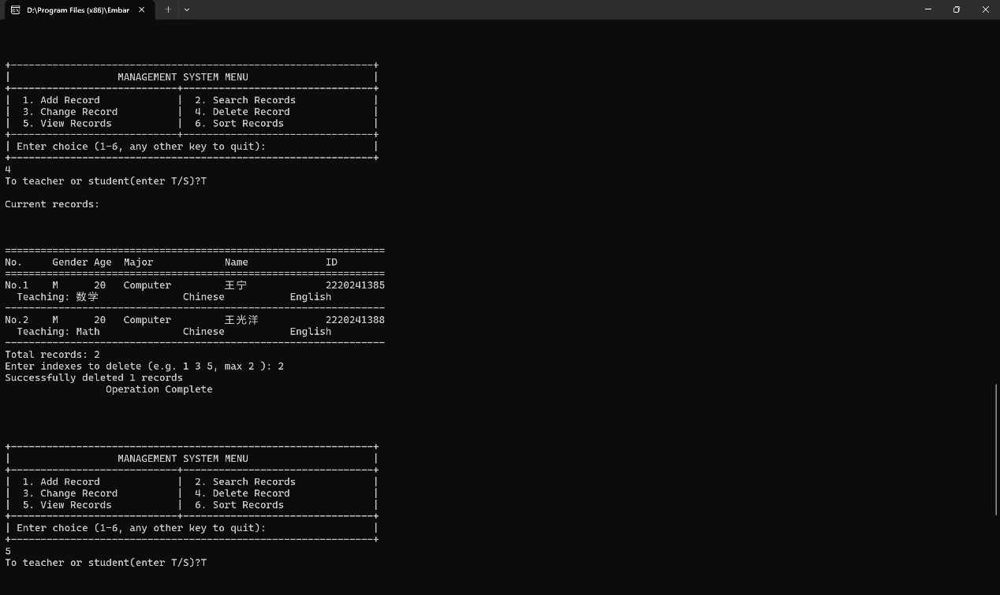 D:\Program Files (x86)\Embar
+-------------------------------------------------------------+
|                  MANAGEMENT SYSTEM MENU                     |
+----------------------------+--------------------------------+
|  1. Add Record             |  2. Search Records             |
|  3. Change Record          |  4. Delete Record              |
|  5. View Records           |  6. Sort Records               |
+----------------------------+--------------------------------+
| Enter choice (1-6, any other key to quit):                  |
+-------------------------------------------------------------+
4
To teacher or student(enter T/S)?T
Current records:
================================================================
No.     Gender Age  Major            Name             ID
================================================================
No.1    M      20   Computer         王宁             2220241385
  Teaching: 数学              Chinese           English
----------------------------------------------------------------
No.2    M      20   Computer         王光洋           2220241388
  Teaching: Math              Chinese           English
----------------------------------------------------------------
Total records: 2
Enter indexes to delete (e.g. 1 3 5, max 2 ): 2
Successfully deleted 1 records
                 Operation Complete
+-------------------------------------------------------------+
|                  MANAGEMENT SYSTEM MENU                     |
+----------------------------+--------------------------------+
|  1. Add Record             |  2. Search Records             |
|  3. Change Record          |  4. Delete Record              |
|  5. View Records           |  6. Sort Records               |
+----------------------------+--------------------------------+
| Enter choice (1-6, any other key to quit):                  |
+-------------------------------------------------------------+
5
To teacher or student(enter T/S)?T